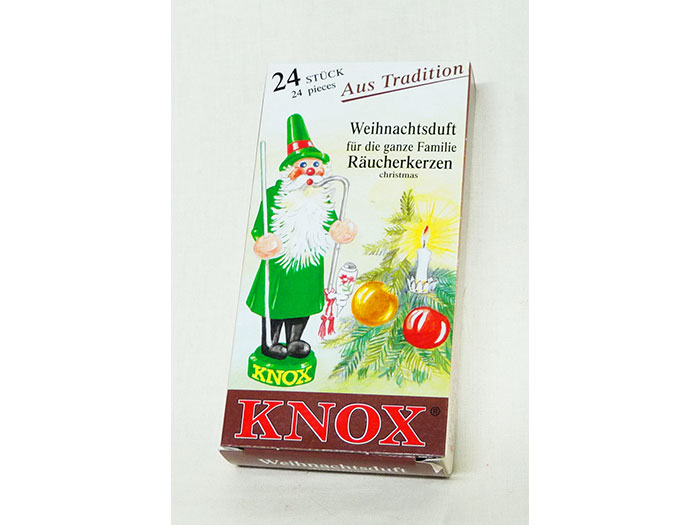 24 STÜCK
24 pieces
Aus Tradition
Weihnachtsduft
für die ganze Familie
Räucherkerzen
christmas
KNOX
KNOX®
Weihnachtsduft